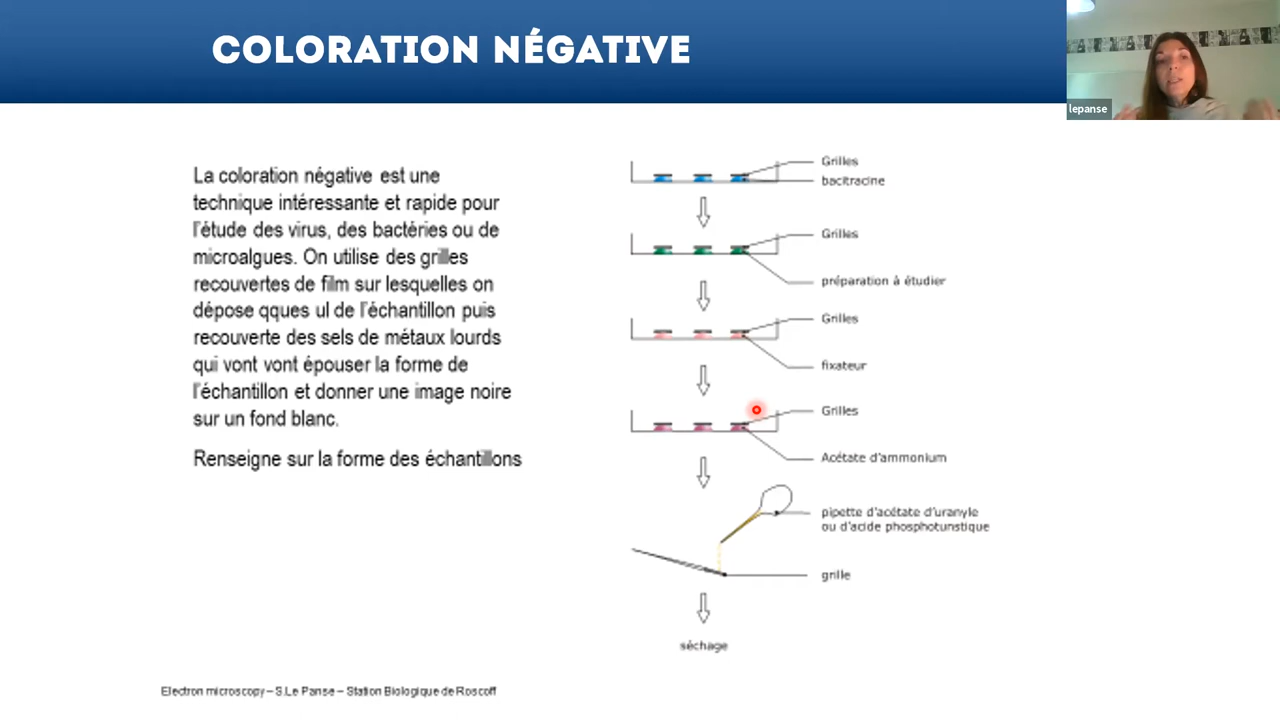 COLORATION NÉGATIVE
lepanse
La coloration négative est une
technique intéressante et rapide pour
l'étude des virus, des bactéries ou de
microalgues. On utilise des grilles
recouvertes de film sur lesquelles on
dépose qques ul de l'échantillon puis
recouverte des sels de métaux lourds
qui vont vont épouser la forme de
l'échantillon et donner une image noire
sur un fond blanc.
Renseigne sur la forme des échantillons
Grilles
bacitracine
Grilles
préparation à étudier
Grilles
fixateur
Grilles
Acétate d'ammonium
pipette d'acétate d'uranyle
ou d'acide phosphotunstique
grille
séchage
Electron microscopy – S.Le Panse – Station Biologique de Roscoff